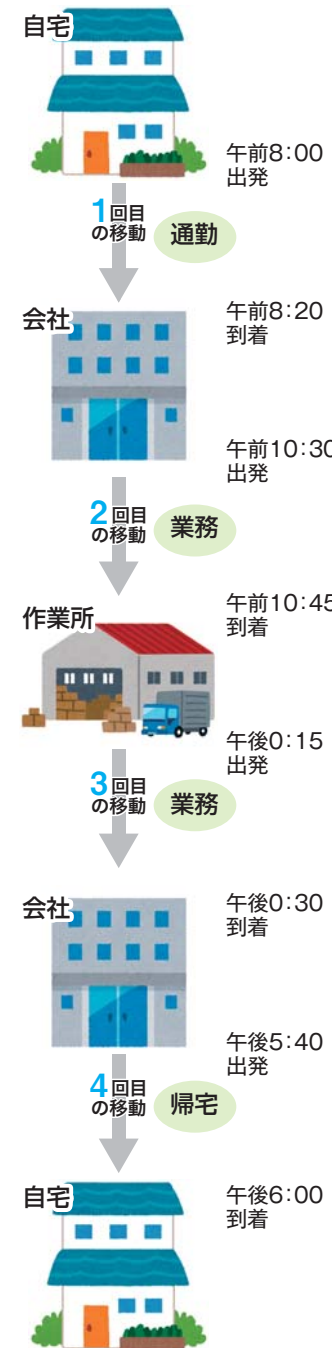 自宅
午前8：00
出発
1回目
の移動
通勤
会社
午前8：20
到着
午前10：30
出発
2回目
の移動
業務
作業所
午前10：45
到着
午後0：15
出発
3回目
の移動
業務
会社
午後0：30
到着
午後5：40
出発
4回目
の移動
帰宅
自宅
午後6：00
到着